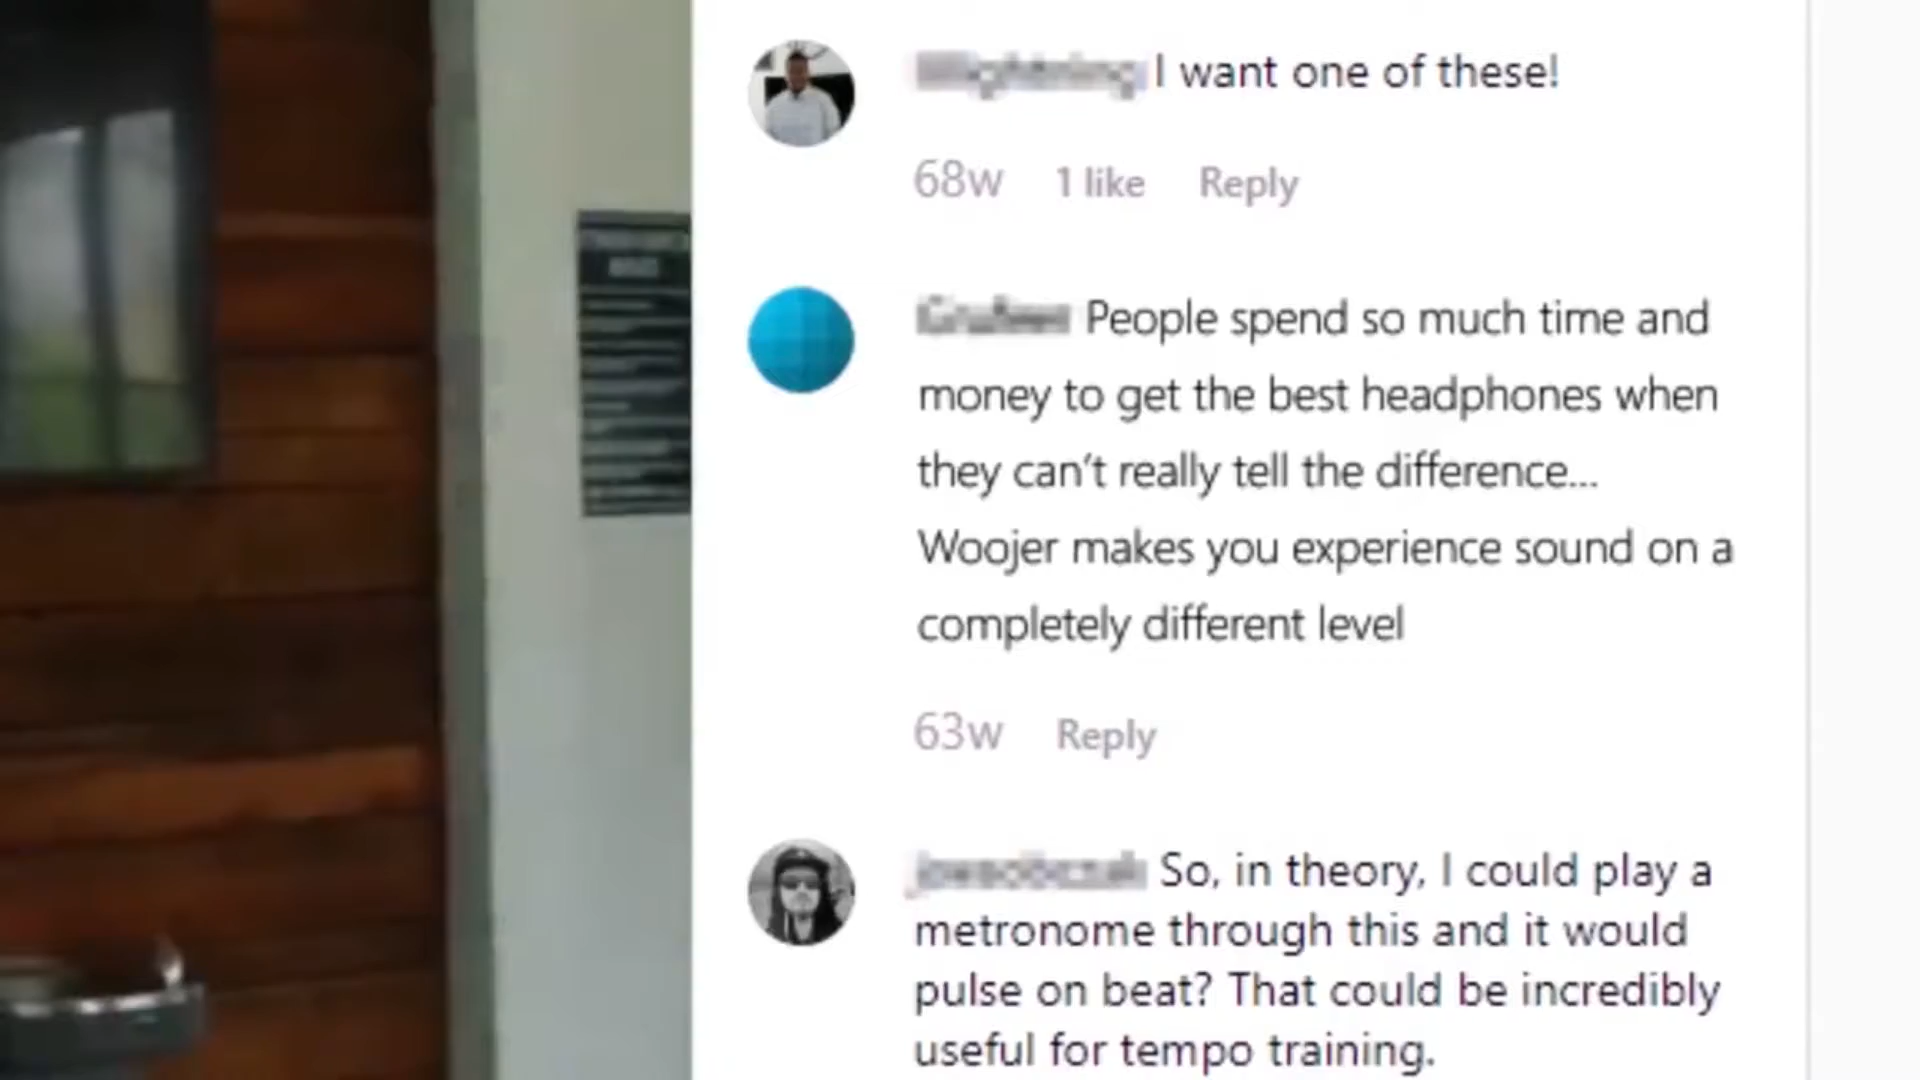 I want one of these!
68w 1 like Reply
People spend so much time and
money to get the best headphones when
they can't really tell the difference...
Woojer makes you experience sound on a
completely different level
63w Reply
So, in theory, I could play a
metronome through this and it would
pulse on beat? That could be incredibly
useful for tempo training.